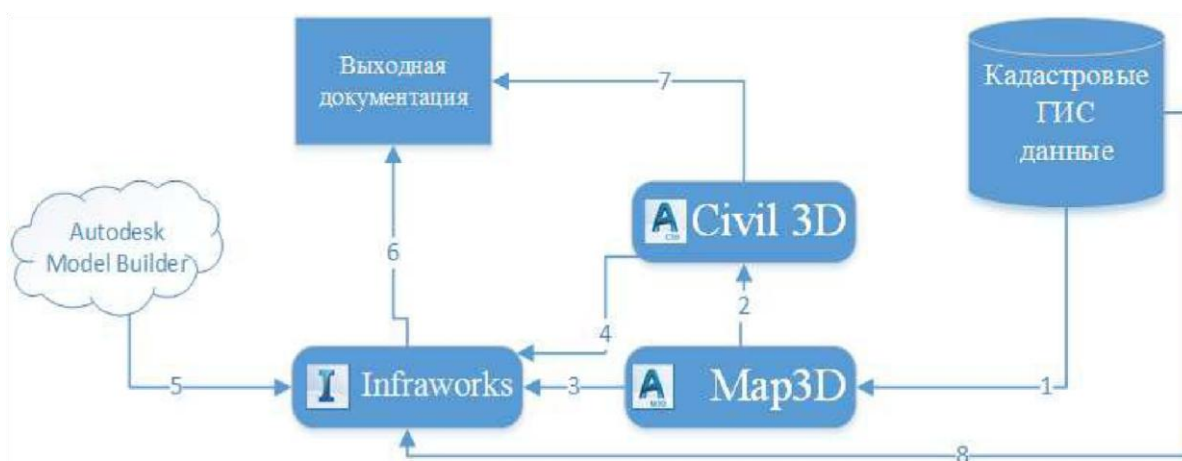 Выходная
документация
7
Кадастровые
ГИС
данные
Civil 3D
Autodesk
Model Builder
6
4
2
5
Infraworks
3
Map3D
1
8